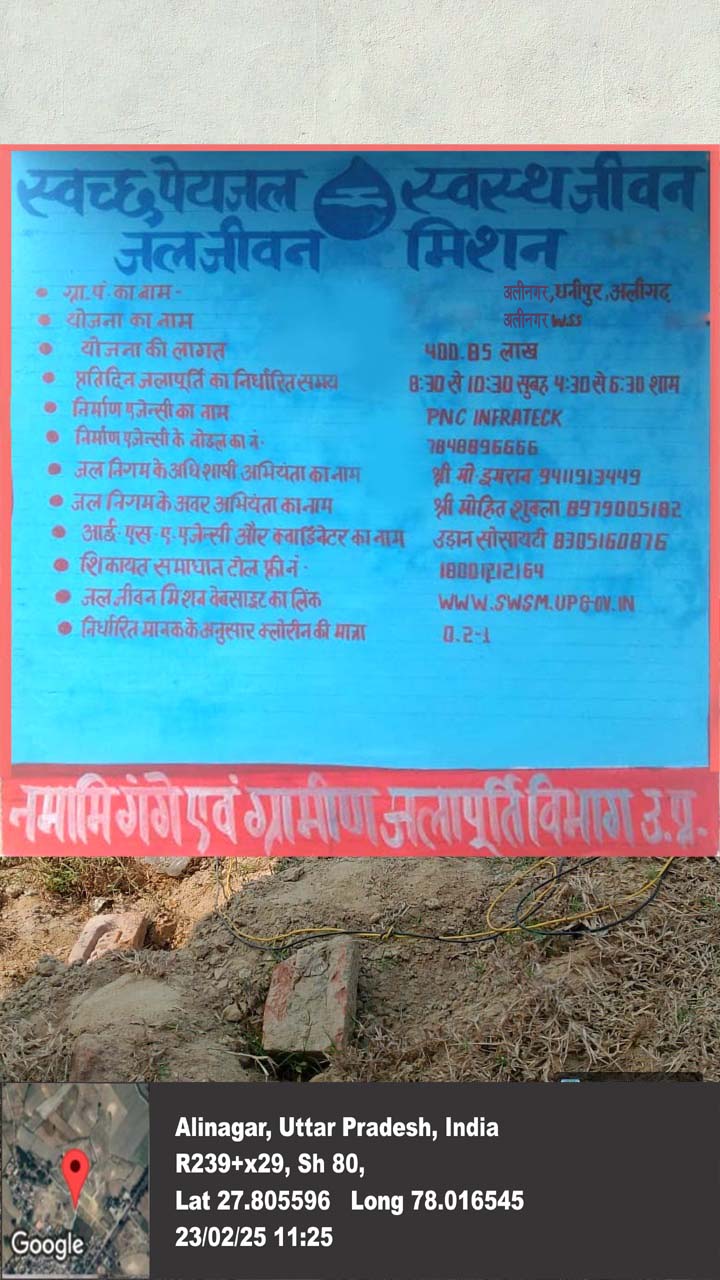 स्वच्छ पेयजल स्वस्थ जीवन
जल जीवन मिशन
• ग्रा.पं. का नाम - अलीनगर,धनीपुर,अलीगढ़
• योजना का नाम अलीनगर WSS
• योजना की लागत 400.85 लाख
• प्रतिदिन जलापूर्ति का निर्धारित समय 8:30 से 10:30 सुबह 4:30 से 6:30 शाम
• निर्माण एजेन्सी का नाम PNC INFRATECK
• निर्माण एजेन्सी के नोडल का नं. 7848896666
• जल निगम के अधिशाषी अभियंता का नाम श्री मो. इमरान 9411913449
• जल निगम के अवर अभियंता का नाम श्री मोहित शुक्ला 8979005182
• आई. एस. ए. एजेन्सी और क्वार्डिनेटर का नाम उड़ान सोसायटी 8305160876
• शिकायत समाधान टोल फ्री नं. 18001212164
• जल जीवन मिशन वेबसाइट का लिंक WWW.SWSM.UPGOV.IN
• निर्धारित मानक के अनुसार क्लोरीन की मात्रा 0.2-1
नमामि गंगे एवं ग्रामीण जलापूर्ति विभाग उ.प्र.
Alinagar, Uttar Pradesh, India
R239+x29, Sh 80,
Lat 27.805596 Long 78.016545
23/02/25 11:25
Google